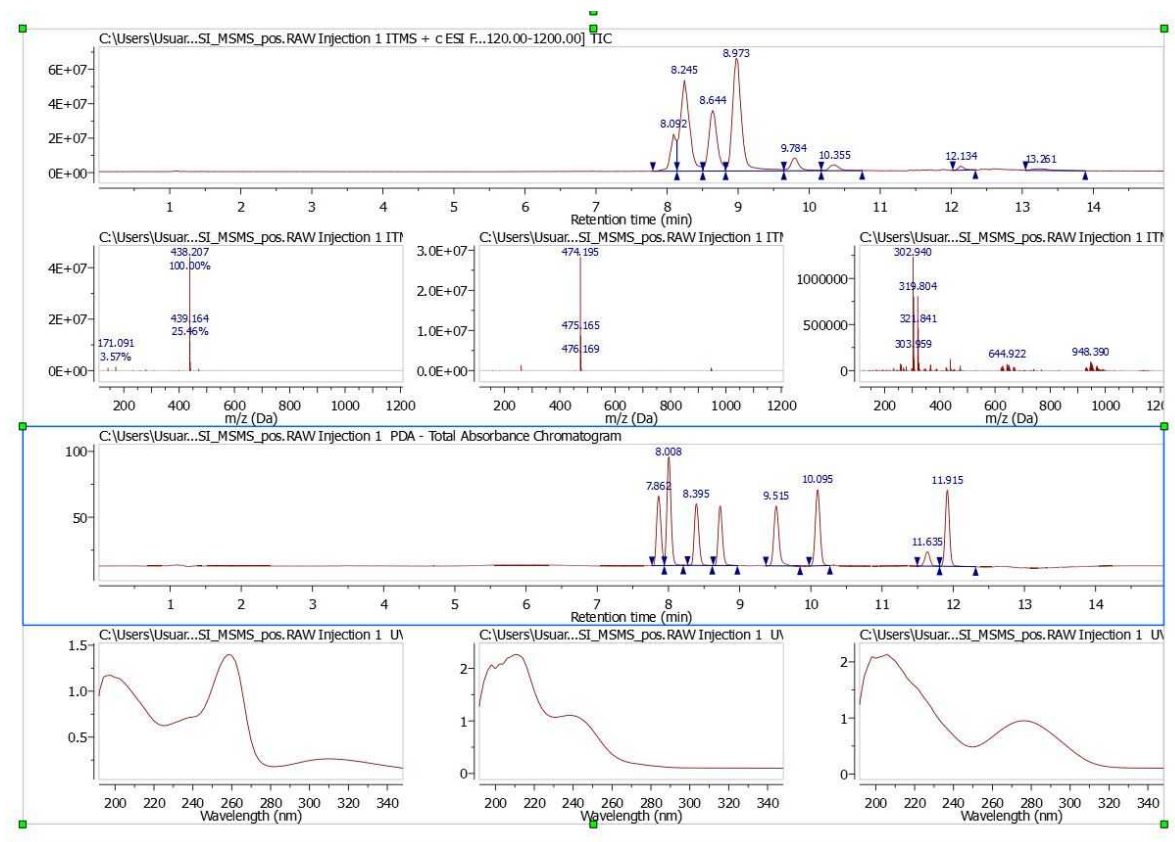 C:\Users\Usuar...SI_MSMS_pos.RAW Injection 1 ITMS + c ESI F...120.00-1200.00] TIC
6E+07
4E+07
2E+07
0E+00
8.092
8.245
8.644
8.973
9.784
10.355
12.134
13.261
1 2 3 4 5 6 7 8 9 10 11 12 13 14
Retention time (min)
C:\Users\Usuar...SI_MSMS_pos.RAW Injection 1 ITM
4E+07
2E+07
0E+00
438.207
100.00%
439.164
25.46%
171.091
3.57%
200 400 600 800 1000 1200
m/z (Da)
C:\Users\Usuar...SI_MSMS_pos.RAW Injection 1 ITM
3.0E+07
2.0E+07
1.0E+07
0.0E+00
474.195
475.165
476.169
200 400 600 800 1000 1200
m/z (Da)
C:\Users\Usuar...SI_MSMS_pos.RAW Injection 1 ITM
1000000
500000
0
302.940
319.804
321.841
303.959
644.922
948.390
200 400 600 800 1000 120
m/z (Da)
C:\Users\Usuar...SI_MSMS_pos.RAW Injection 1 PDA - Total Absorbance Chromatogram
100
50
7.862
8.008
8.395
9.515
10.095
11.635
11.915
1 2 3 4 5 6 7 8 9 10 11 12 13 14
Retention time (min)
C:\Users\Usuar...SI_MSMS_pos.RAW Injection 1 UV
1.5
1.0
0.5
200 220 240 260 280 300 320 340
Wavelength (nm)
C:\Users\Usuar...SI_MSMS_pos.RAW Injection 1 UV
2
1
0
200 220 240 260 280 300 320 340
Wavelength (nm)
C:\Users\Usuar...SI_MSMS_pos.RAW Injection 1 UV
2
1
0
200 220 240 260 280 300 320 340
Wavelength (nm)